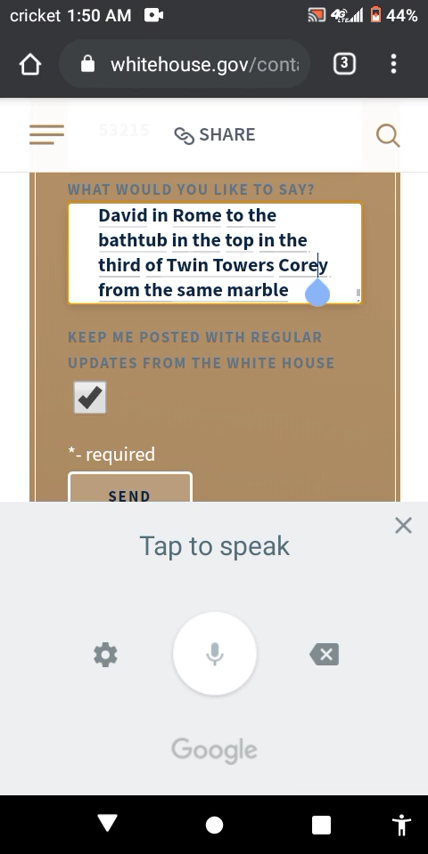 cricket 1:50 AM 4G LTE 44%
whitehouse.gov/conta 3
53215 SHARE
WHAT WOULD YOU LIKE TO SAY?
David in Rome to the
bathtub in the top in the
third of Twin Towers Corey
from the same marble
KEEP ME POSTED WITH REGULAR
UPDATES FROM THE WHITE HOUSE
*- required
SEND
Tap to speak
Google